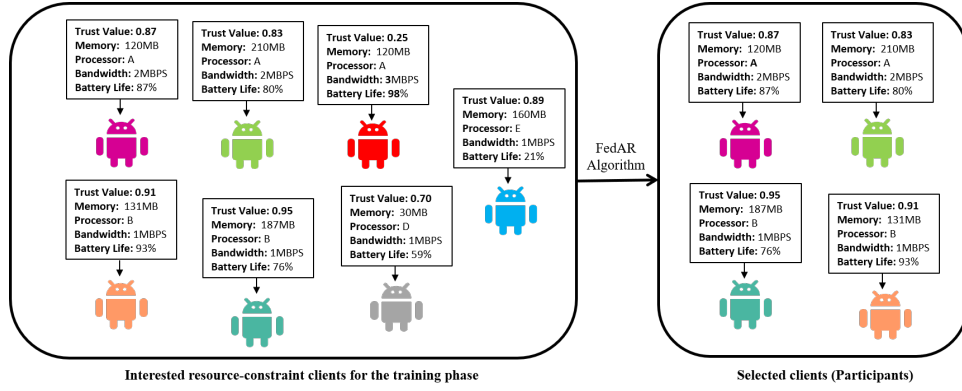 Trust Value: 0.87
Memory: 120MB
Processor: A
Bandwidth: 2MBPS
Battery Life: 87%
Trust Value: 0.83
Memory: 210MB
Processor: A
Bandwidth: 2MBPS
Battery Life: 80%
Trust Value: 0.25
Memory: 120MB
Processor: A
Bandwidth: 3MBPS
Battery Life: 98%
Trust Value: 0.89
Memory: 160MB
Processor: E
Bandwidth: 1MBPS
Battery Life: 21%
Trust Value: 0.91
Memory: 131MB
Processor: B
Bandwidth: 1MBPS
Battery Life: 93%
Trust Value: 0.95
Memory: 187MB
Processor: B
Bandwidth: 1MBPS
Battery Life: 76%
Trust Value: 0.70
Memory: 30MB
Processor: D
Bandwidth: 1MBPS
Battery Life: 59%
Interested resource-constraint clients for the training phase
FedAR
Algorithm
Trust Value: 0.87
Memory: 120MB
Processor: A
Bandwidth: 2MBPS
Battery Life: 87%
Trust Value: 0.83
Memory: 210MB
Processor: A
Bandwidth: 2MBPS
Battery Life: 80%
Trust Value: 0.95
Memory: 187MB
Processor: B
Bandwidth: 1MBPS
Battery Life: 76%
Trust Value: 0.91
Memory: 131MB
Processor: B
Bandwidth: 1MBPS
Battery Life: 93%
Selected clients (Participants)